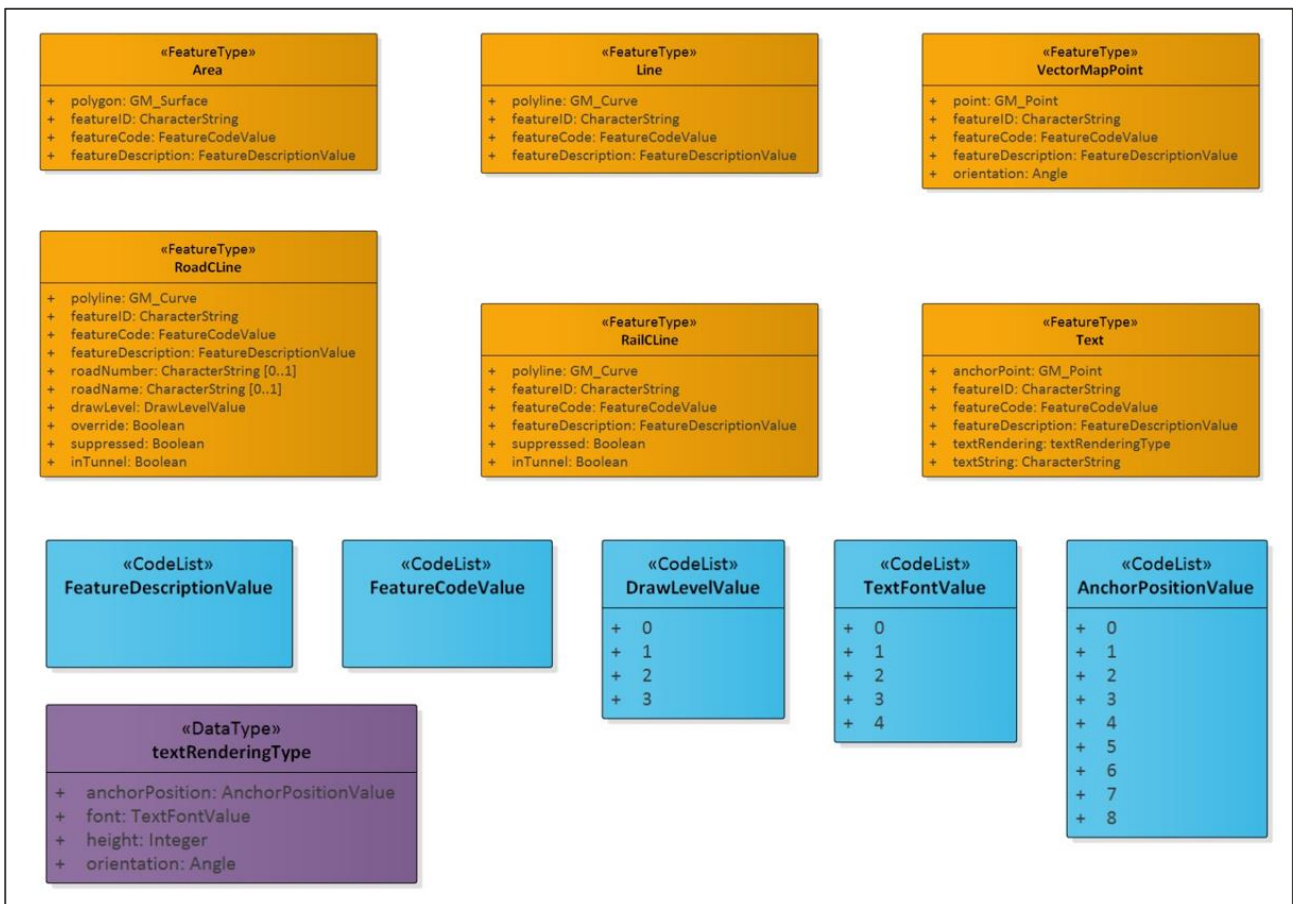 «FeatureType»
Area
+ polygon: GM_Surface
+ featureID: CharacterString
+ featureCode: FeatureCodeValue
+ featureDescription: FeatureDescriptionValue
«FeatureType»
Line
+ polyline: GM_Curve
+ featureID: CharacterString
+ featureCode: FeatureCodeValue
+ featureDescription: FeatureDescriptionValue
«FeatureType»
VectorMapPoint
+ point: GM_Point
+ featureID: CharacterString
+ featureCode: FeatureCodeValue
+ featureDescription: FeatureDescriptionValue
+ orientation: Angle
«FeatureType»
RoadCLine
+ polyline: GM_Curve
+ featureID: CharacterString
+ featureCode: FeatureCodeValue
+ featureDescription: FeatureDescriptionValue
+ roadNumber: CharacterString [0..1]
+ roadName: CharacterString [0..1]
+ drawLevel: DrawLevelValue
+ override: Boolean
+ suppressed: Boolean
+ inTunnel: Boolean
«FeatureType»
RailCLine
+ polyline: GM_Curve
+ featureID: CharacterString
+ featureCode: FeatureCodeValue
+ featureDescription: FeatureDescriptionValue
+ suppressed: Boolean
+ inTunnel: Boolean
«FeatureType»
Text
+ anchorPoint: GM_Point
+ featureID: CharacterString
+ featureCode: FeatureCodeValue
+ featureDescription: FeatureDescriptionValue
+ textRendering: textRenderingType
+ textString: CharacterString
«CodeList»
FeatureDescriptionValue
«CodeList»
FeatureCodeValue
«CodeList»
DrawLevelValue
+ 0
+ 1
+ 2
+ 3
«CodeList»
TextFontValue
+ 0
+ 1
+ 2
+ 3
+ 4
«CodeList»
AnchorPositionValue
+ 0
+ 1
+ 2
+ 3
+ 4
+ 5
+ 6
+ 7
+ 8
«DataType»
textRenderingType
+ anchorPosition: AnchorPositionValue
+ font: TextFontValue
+ height: Integer
+ orientation: Angle